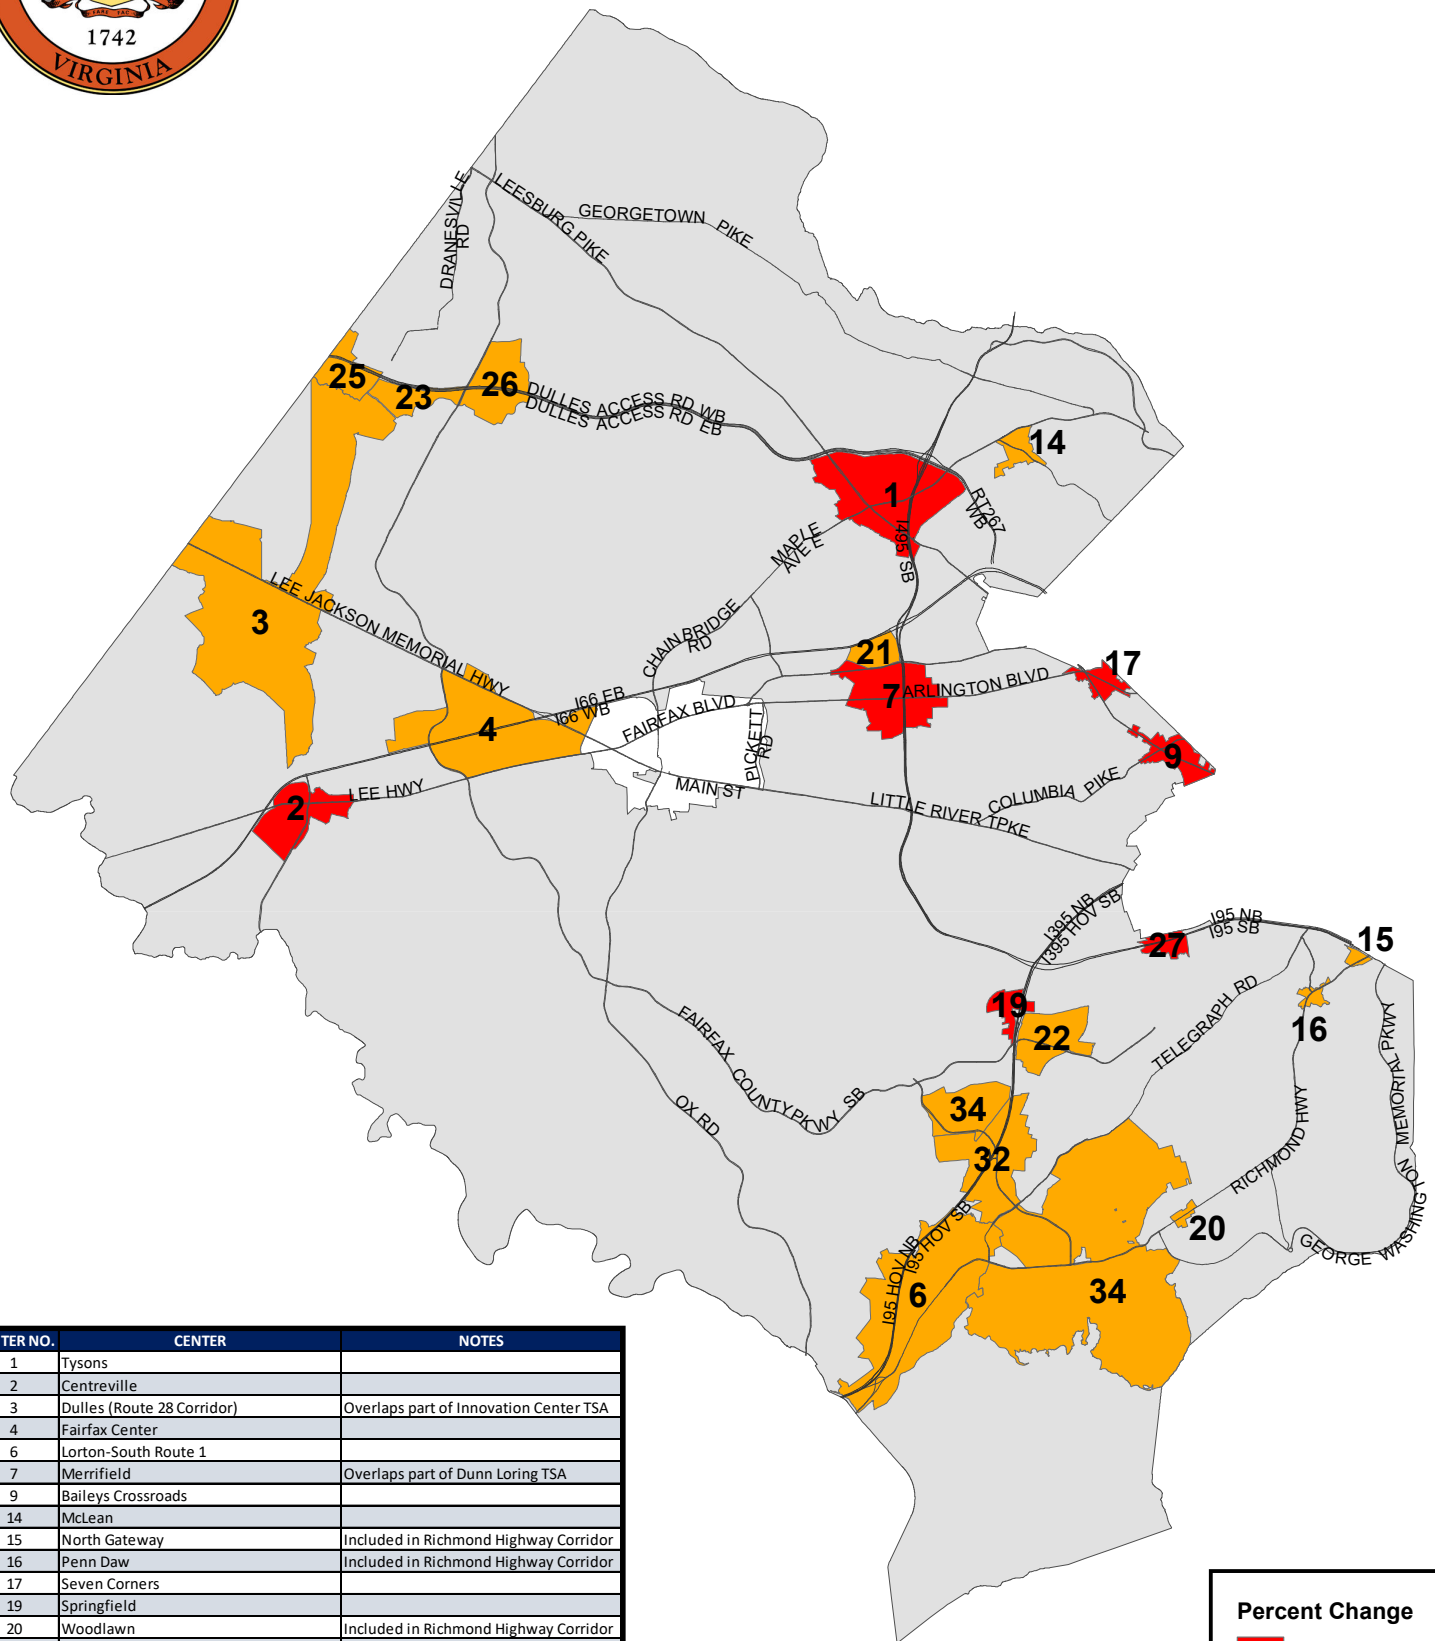 FARE FAC
1742
VIRGINIA
DRANESVILLE
RD
LEESBURG PIKE
GEORGETOWN PIKE
25
23
26
DULLES ACCESS RD WB
DULLES ACCESS RD EB
14
1
RT267
WB
I495 SB
MAPLE
AVE E
3
LEE JACKSON MEMORIAL HWY
CHAIN BRIDGE
RD
21
17
7
ARLINGTON BLVD
I66 EB
I66 WB
FAIRFAX BLVD
4
PICKETT
RD
9
2
LEE HWY
MAIN ST
LITTLE RIVER TPKE
COLUMBIA PIKE
I395 NB
I395 HOV SB
I95 NB
I95 SB
27
15
19
22
TELEGRAPH RD
16
FAIRFAX COUNTY PKWY SB
OX RD
34
32
RICHMOND HWY
GEORGE WASHINGTON MEMORIAL PKWY
20
I95 HOV NB
I95 HOV SB
6
34
TER NO. CENTER NOTES
1 Tysons
2 Centreville
3 Dulles (Route 28 Corridor) Overlaps part of Innovation Center TSA
4 Fairfax Center
6 Lorton-South Route 1
7 Merrifield Overlaps part of Dunn Loring TSA
9 Baileys Crossroads
14 McLean
15 North Gateway Included in Richmond Highway Corridor
16 Penn Daw Included in Richmond Highway Corridor
17 Seven Corners
19 Springfield
20 Woodlawn Included in Richmond Highway Corridor
Percent Change